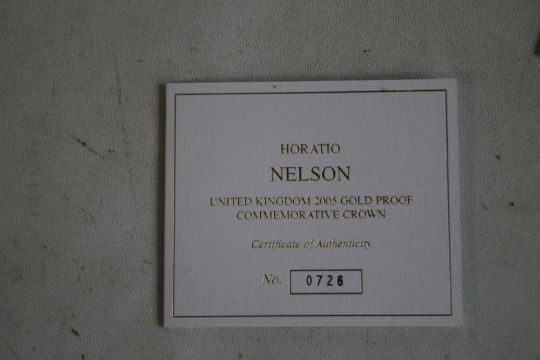 HORATIO
NELSON
UNITED KINGDOM 2005 GOLD PROOF
COMMEMORATIVE CROWN
Certificate of Authenticity
No. 0726